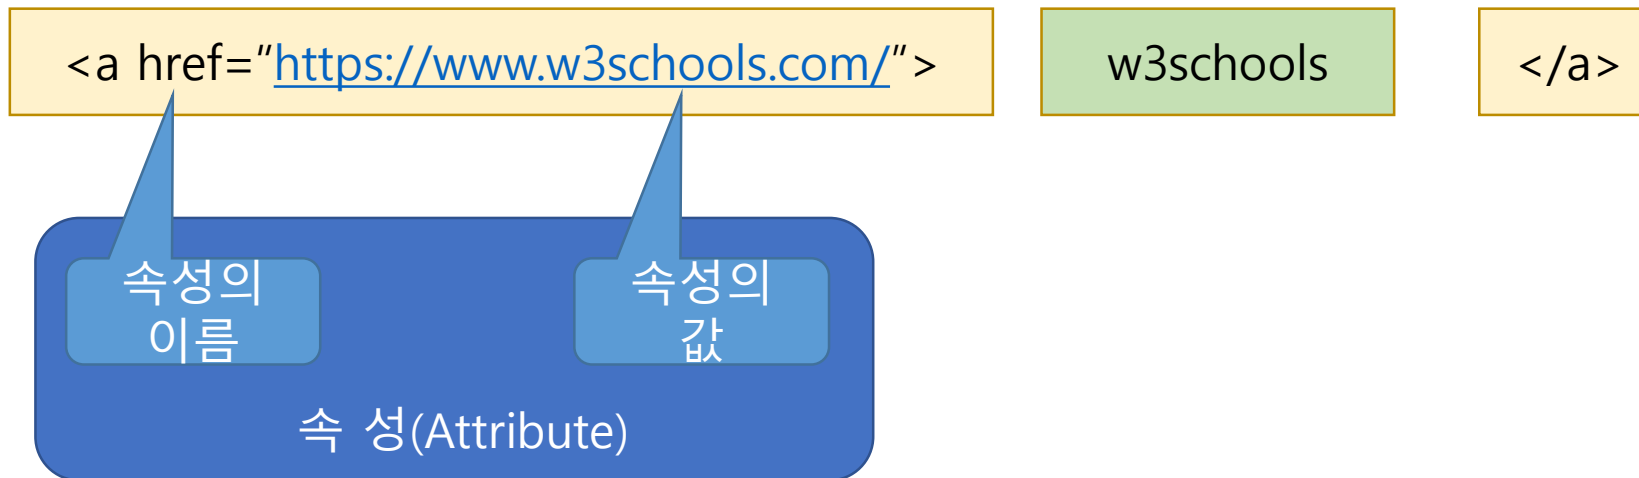 <a href="https://www.w3schools.com/"> w3schools </a>
속성의 속성의
이름 값
속 성(Attribute)